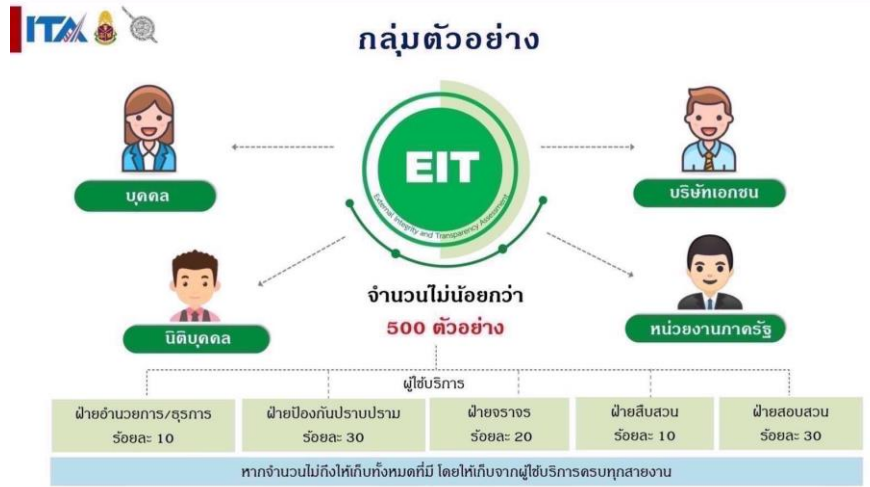 ITA
กลุ่มตัวอย่าง
EIT
External Integrity and Transparency Assessment
บุคคล
บริษัทเอกชน
นิติบุคคล
หน่วยงานภาครัฐ
จำนวนไม่น้อยกว่า
500 ตัวอย่าง
ผู้ใช้บริการ
ฝ่ายอำนวยการ/ธุรการ
ร้อยละ 10
ฝ่ายป้องกันปราบปราม
ร้อยละ 30
ฝ่ายจราจร
ร้อยละ 20
ฝ่ายสืบสวน
ร้อยละ 10
ฝ่ายสอบสวน
ร้อยละ 30
หากจำนวนไม่ถึงให้เก็บทั้งหมดที่มี โดยให้เก็บจากผู้ใช้บริการครบทุกสายงาน